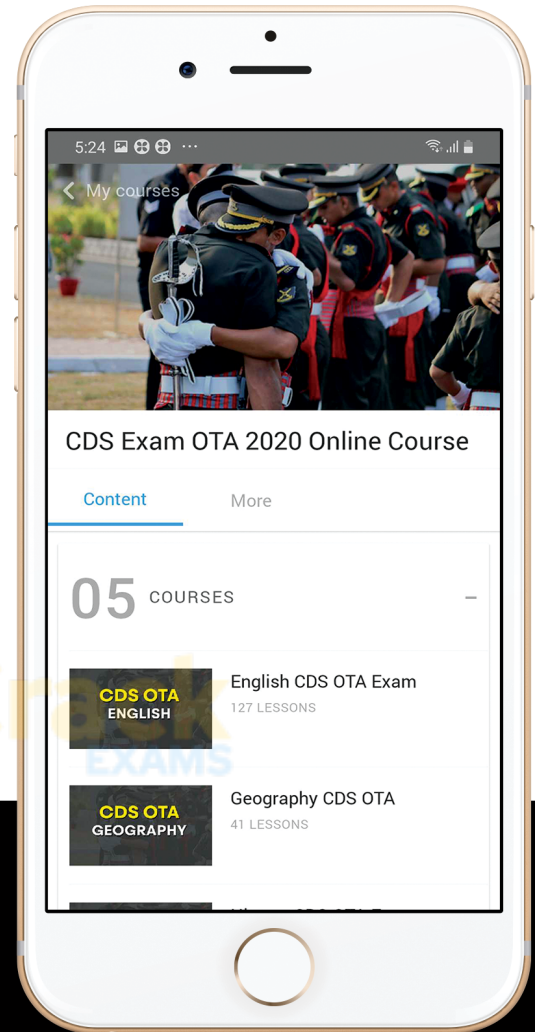 5:24
My courses
CDS Exam OTA 2020 Online Course
Content More
05 COURSES
CDS OTA
ENGLISH
English CDS OTA Exam
127 LESSONS
Crack
EXAMS
CDS OTA
GEOGRAPHY
Geography CDS OTA
41 LESSONS